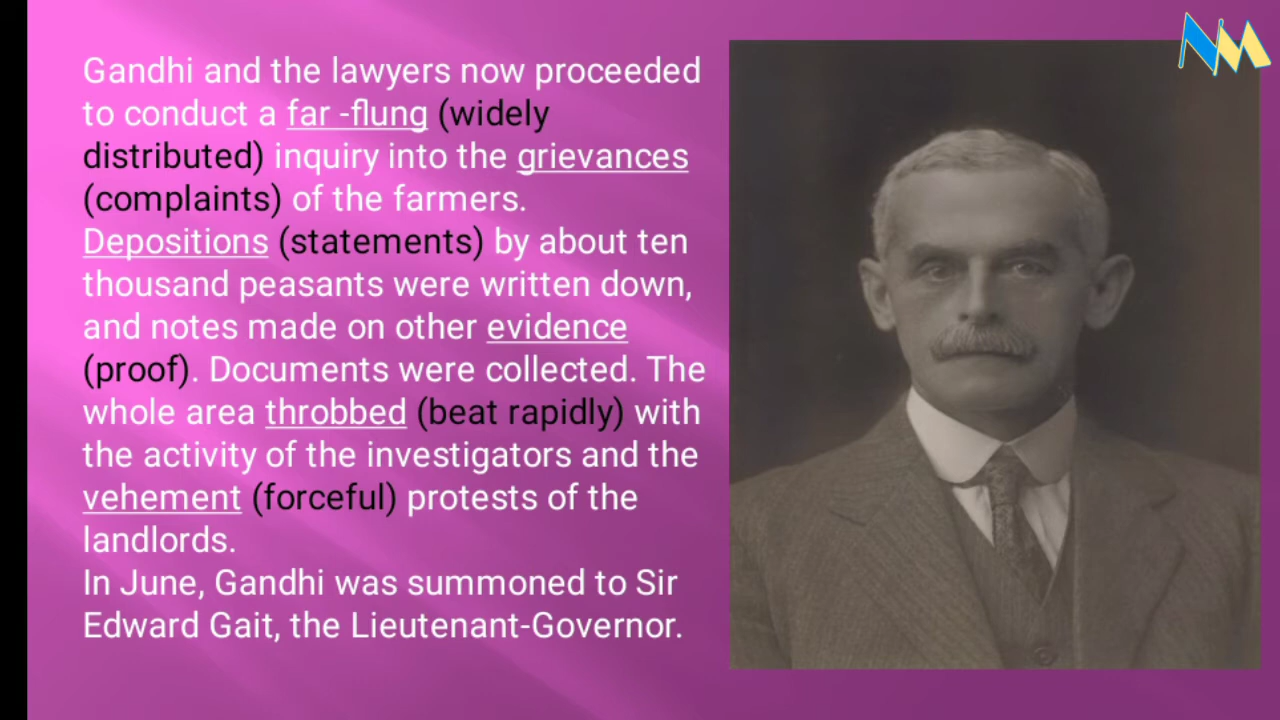 Gandhi and the lawyers now proceeded
to conduct a far -flung (widely
distributed) inquiry into the grievances
(complaints) of the farmers.
Depositions (statements) by about ten
thousand peasants were written down,
and notes made on other evidence
(proof). Documents were collected. The
whole area throbbed (beat rapidly) with
the activity of the investigators and the
vehement (forceful) protests of the
landlords.
In June, Gandhi was summoned to Sir
Edward Gait, the Lieutenant-Governor.
NM